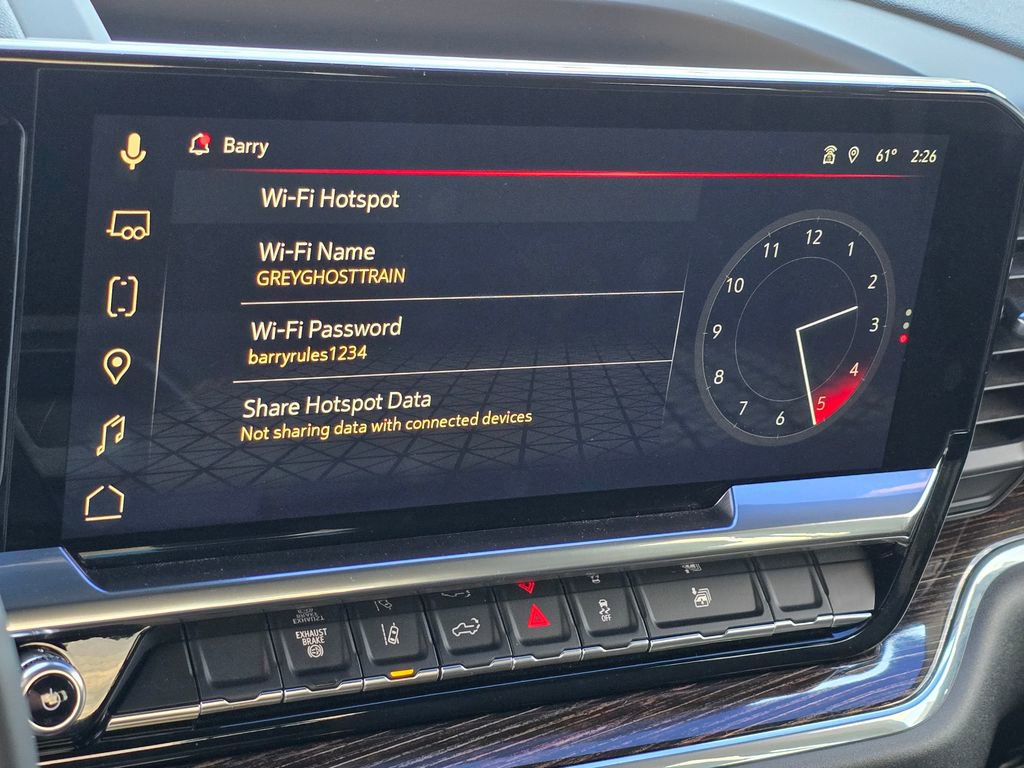 Barry
61° 2:26
Wi-Fi Hotspot
Wi-Fi Name
GREYGHOSTTRAIN
Wi-Fi Password
barryrules1234
Share Hotspot Data
Not sharing data with connected devices
12
1
2
3
4
5
6
7
8
9
10
11
EXHAUST
BRAKE
OFF